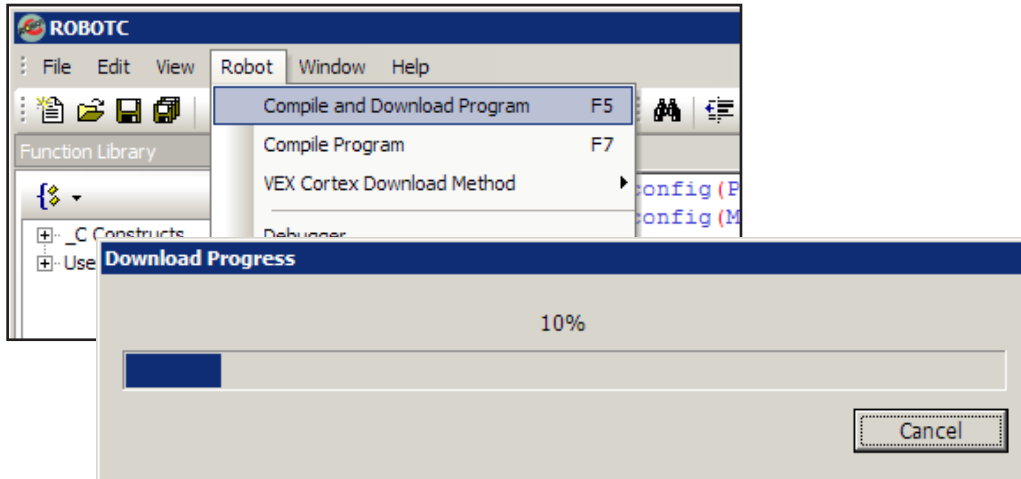 ROBOTC
File Edit View Robot Window Help
Compile and Download Program F5
Function Library
Compile Program F7
VEX Cortex Download Method
config(P
config(M
_C Constructs
Debugger
Use
Download Progress
10%
Cancel